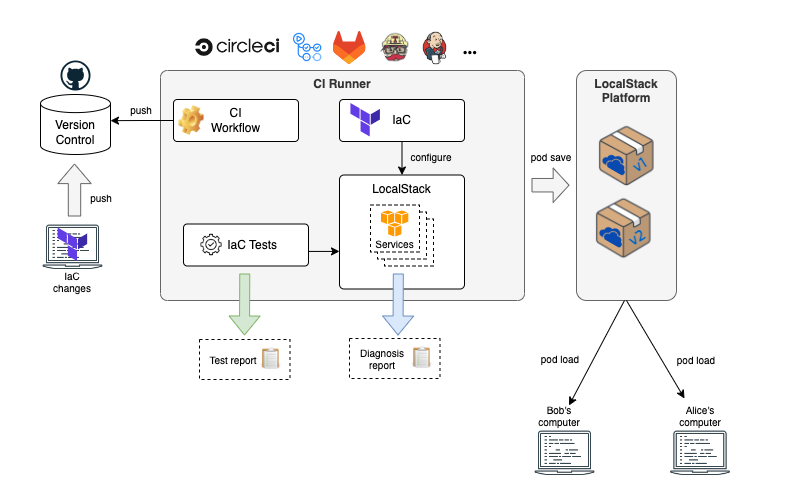 circleci
...
CI Runner
LocalStack
Platform
push
CI
Workflow
IaC
Version
Control
configure
pod save
v1
LocalStack
push
Services
v2
IaC Tests
IaC
changes
Test report
Diagnosis
report
pod load
pod load
Bob's
computer
Alice's
computer